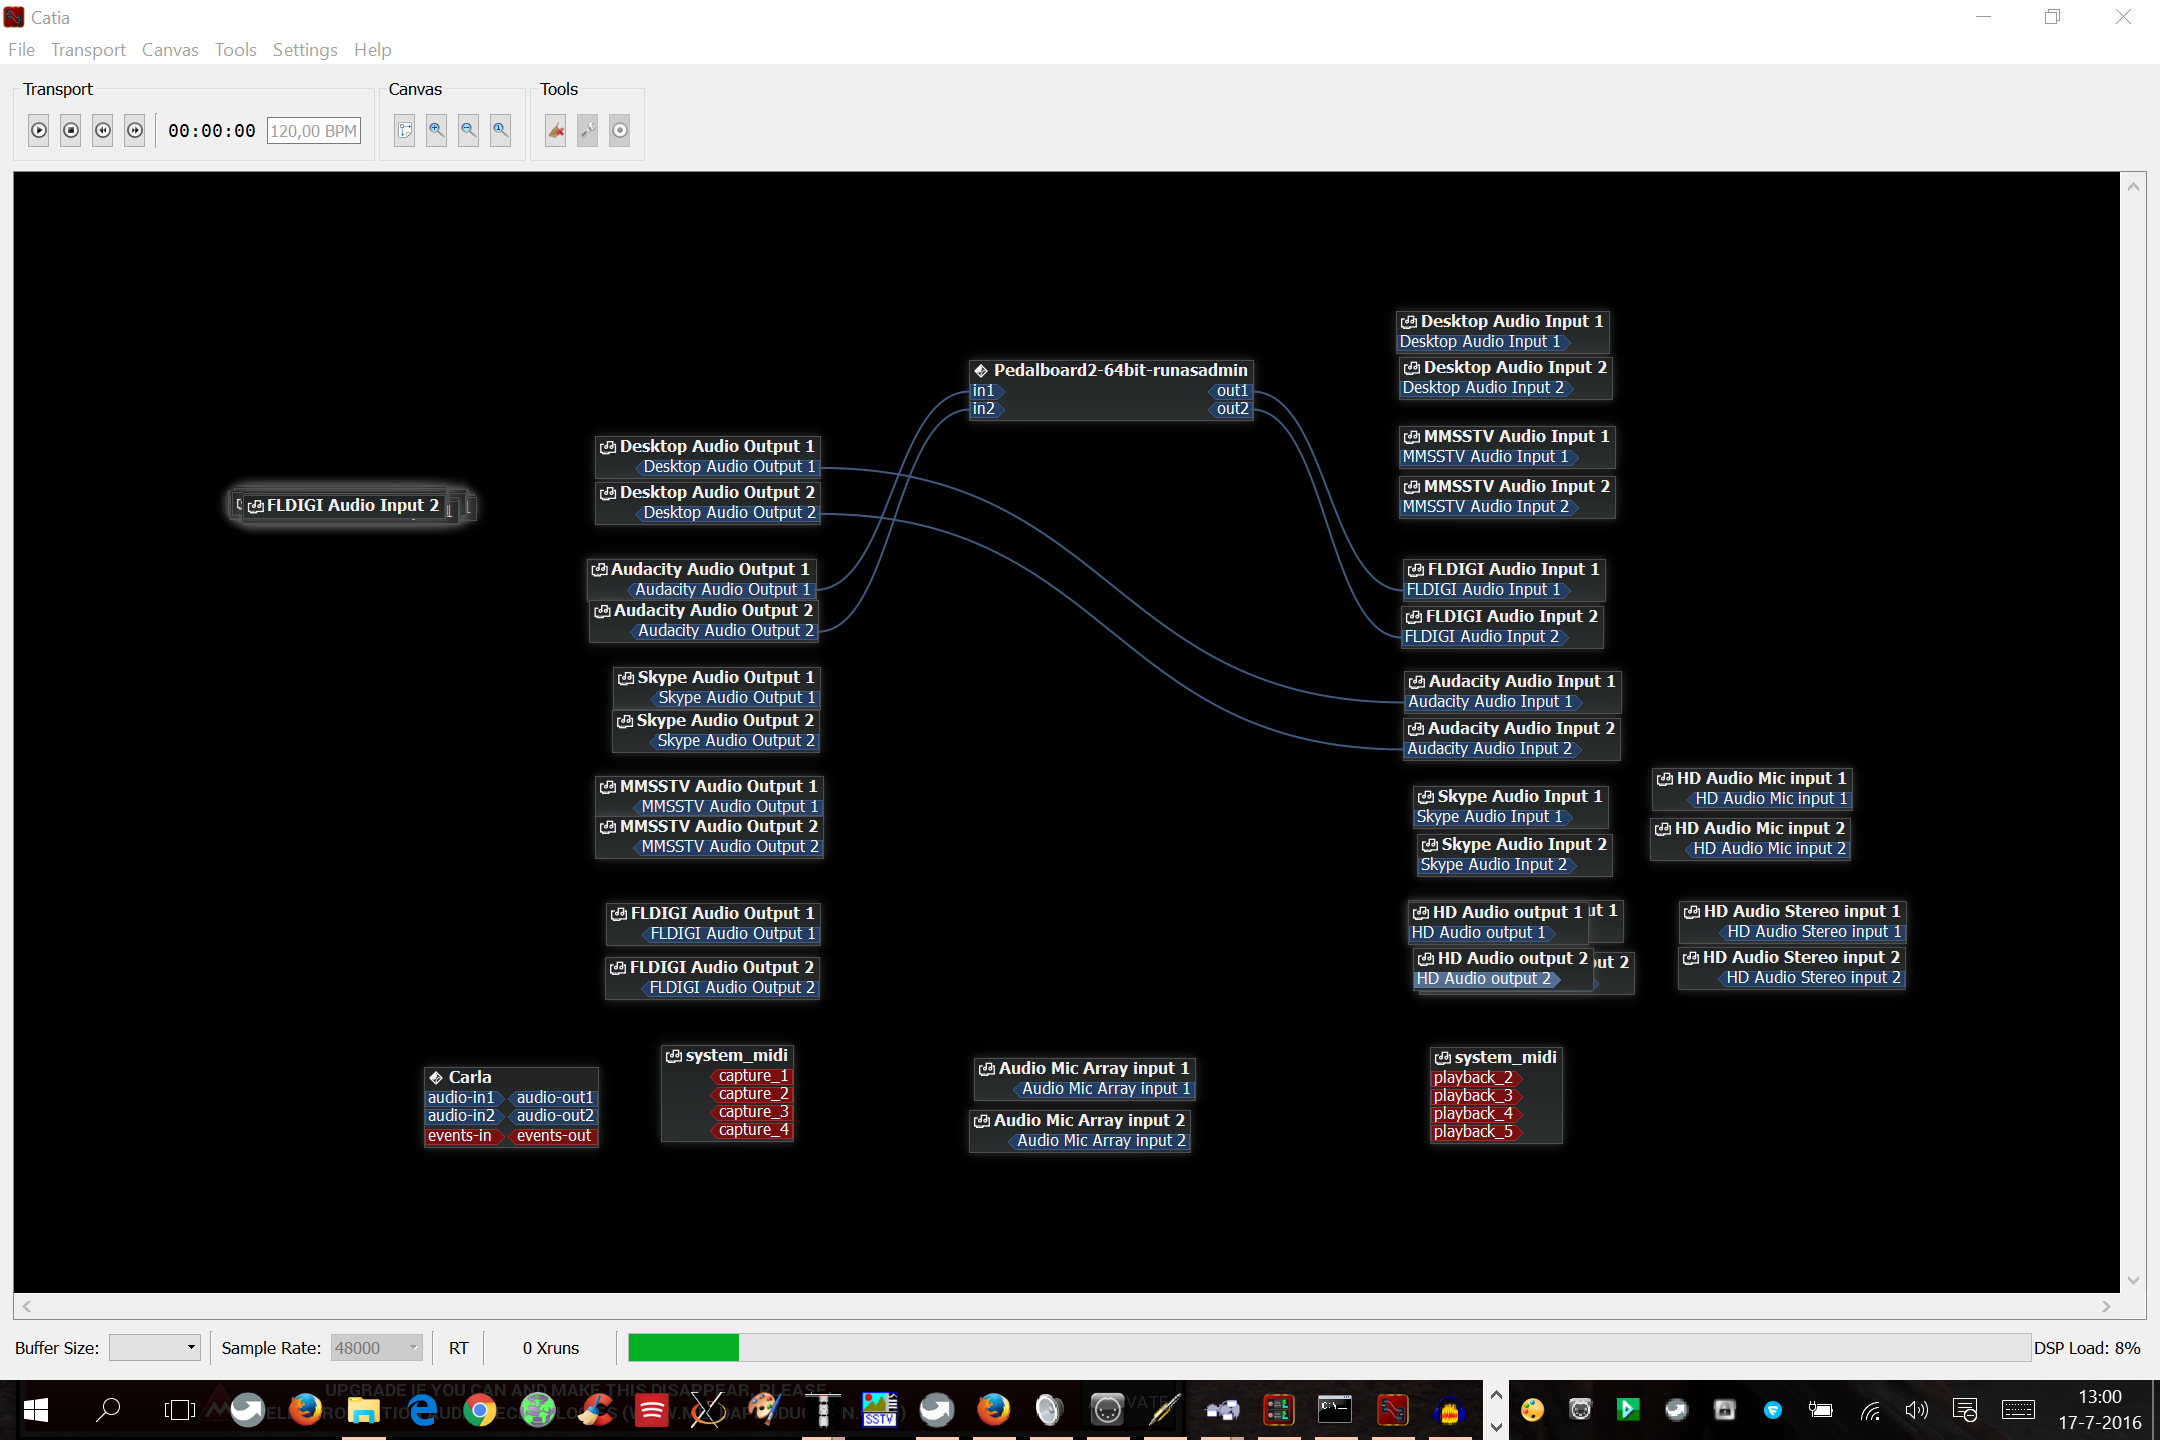 Catia
File Transport Canvas Tools Settings Help
Transport Canvas Tools
00:00:00 120,00 BPM
Desktop Audio Input 1
Desktop Audio Input 1
Desktop Audio Input 2
Desktop Audio Input 2
Pedalboard2-64bit-runasadmin
in1 out1
in2 out2
MMSSTV Audio Input 1
MMSSTV Audio Input 1
MMSSTV Audio Input 2
MMSSTV Audio Input 2
Desktop Audio Output 1
Desktop Audio Output 1
Desktop Audio Output 2
Desktop Audio Output 2
FLDIGI Audio Input 2
Audacity Audio Output 1
Audacity Audio Output 1
Audacity Audio Output 2
Audacity Audio Output 2
FLDIGI Audio Input 1
FLDIGI Audio Input 1
FLDIGI Audio Input 2
FLDIGI Audio Input 2
Skype Audio Output 1
Skype Audio Output 1
Skype Audio Output 2
Skype Audio Output 2
Audacity Audio Input 1
Audacity Audio Input 1
Audacity Audio Input 2
Audacity Audio Input 2
MMSSTV Audio Output 1
MMSSTV Audio Output 1
MMSSTV Audio Output 2
MMSSTV Audio Output 2
Skype Audio Input 1
Skype Audio Input 1
Skype Audio Input 2
Skype Audio Input 2
HD Audio Mic input 1
HD Audio Mic input 1
HD Audio Mic input 2
HD Audio Mic input 2
FLDIGI Audio Output 1
FLDIGI Audio Output 1
FLDIGI Audio Output 2
FLDIGI Audio Output 2
HD Audio output 1 ut 1
HD Audio output 1
HD Audio output 2 out 2
HD Audio output 2
HD Audio Stereo input 1
HD Audio Stereo input 1
HD Audio Stereo input 2
HD Audio Stereo input 2
Carla
audio-in1 audio-out1
audio-in2 audio-out2
events-in events-out
system_midi
capture_1
capture_2
capture_3
capture_4
Audio Mic Array input 1
Audio Mic Array input 1
Audio Mic Array input 2
Audio Mic Array input 2
system_midi
playback_2
playback_3
playback_4
playback_5
Buffer Size: Sample Rate: 48000 RT 0 Xruns DSP Load: 8%
UPGRADE IF YOU CAN AND MAKE THIS DISAPPEAR, PLEASE
SSTV
13:00
17-7-2016